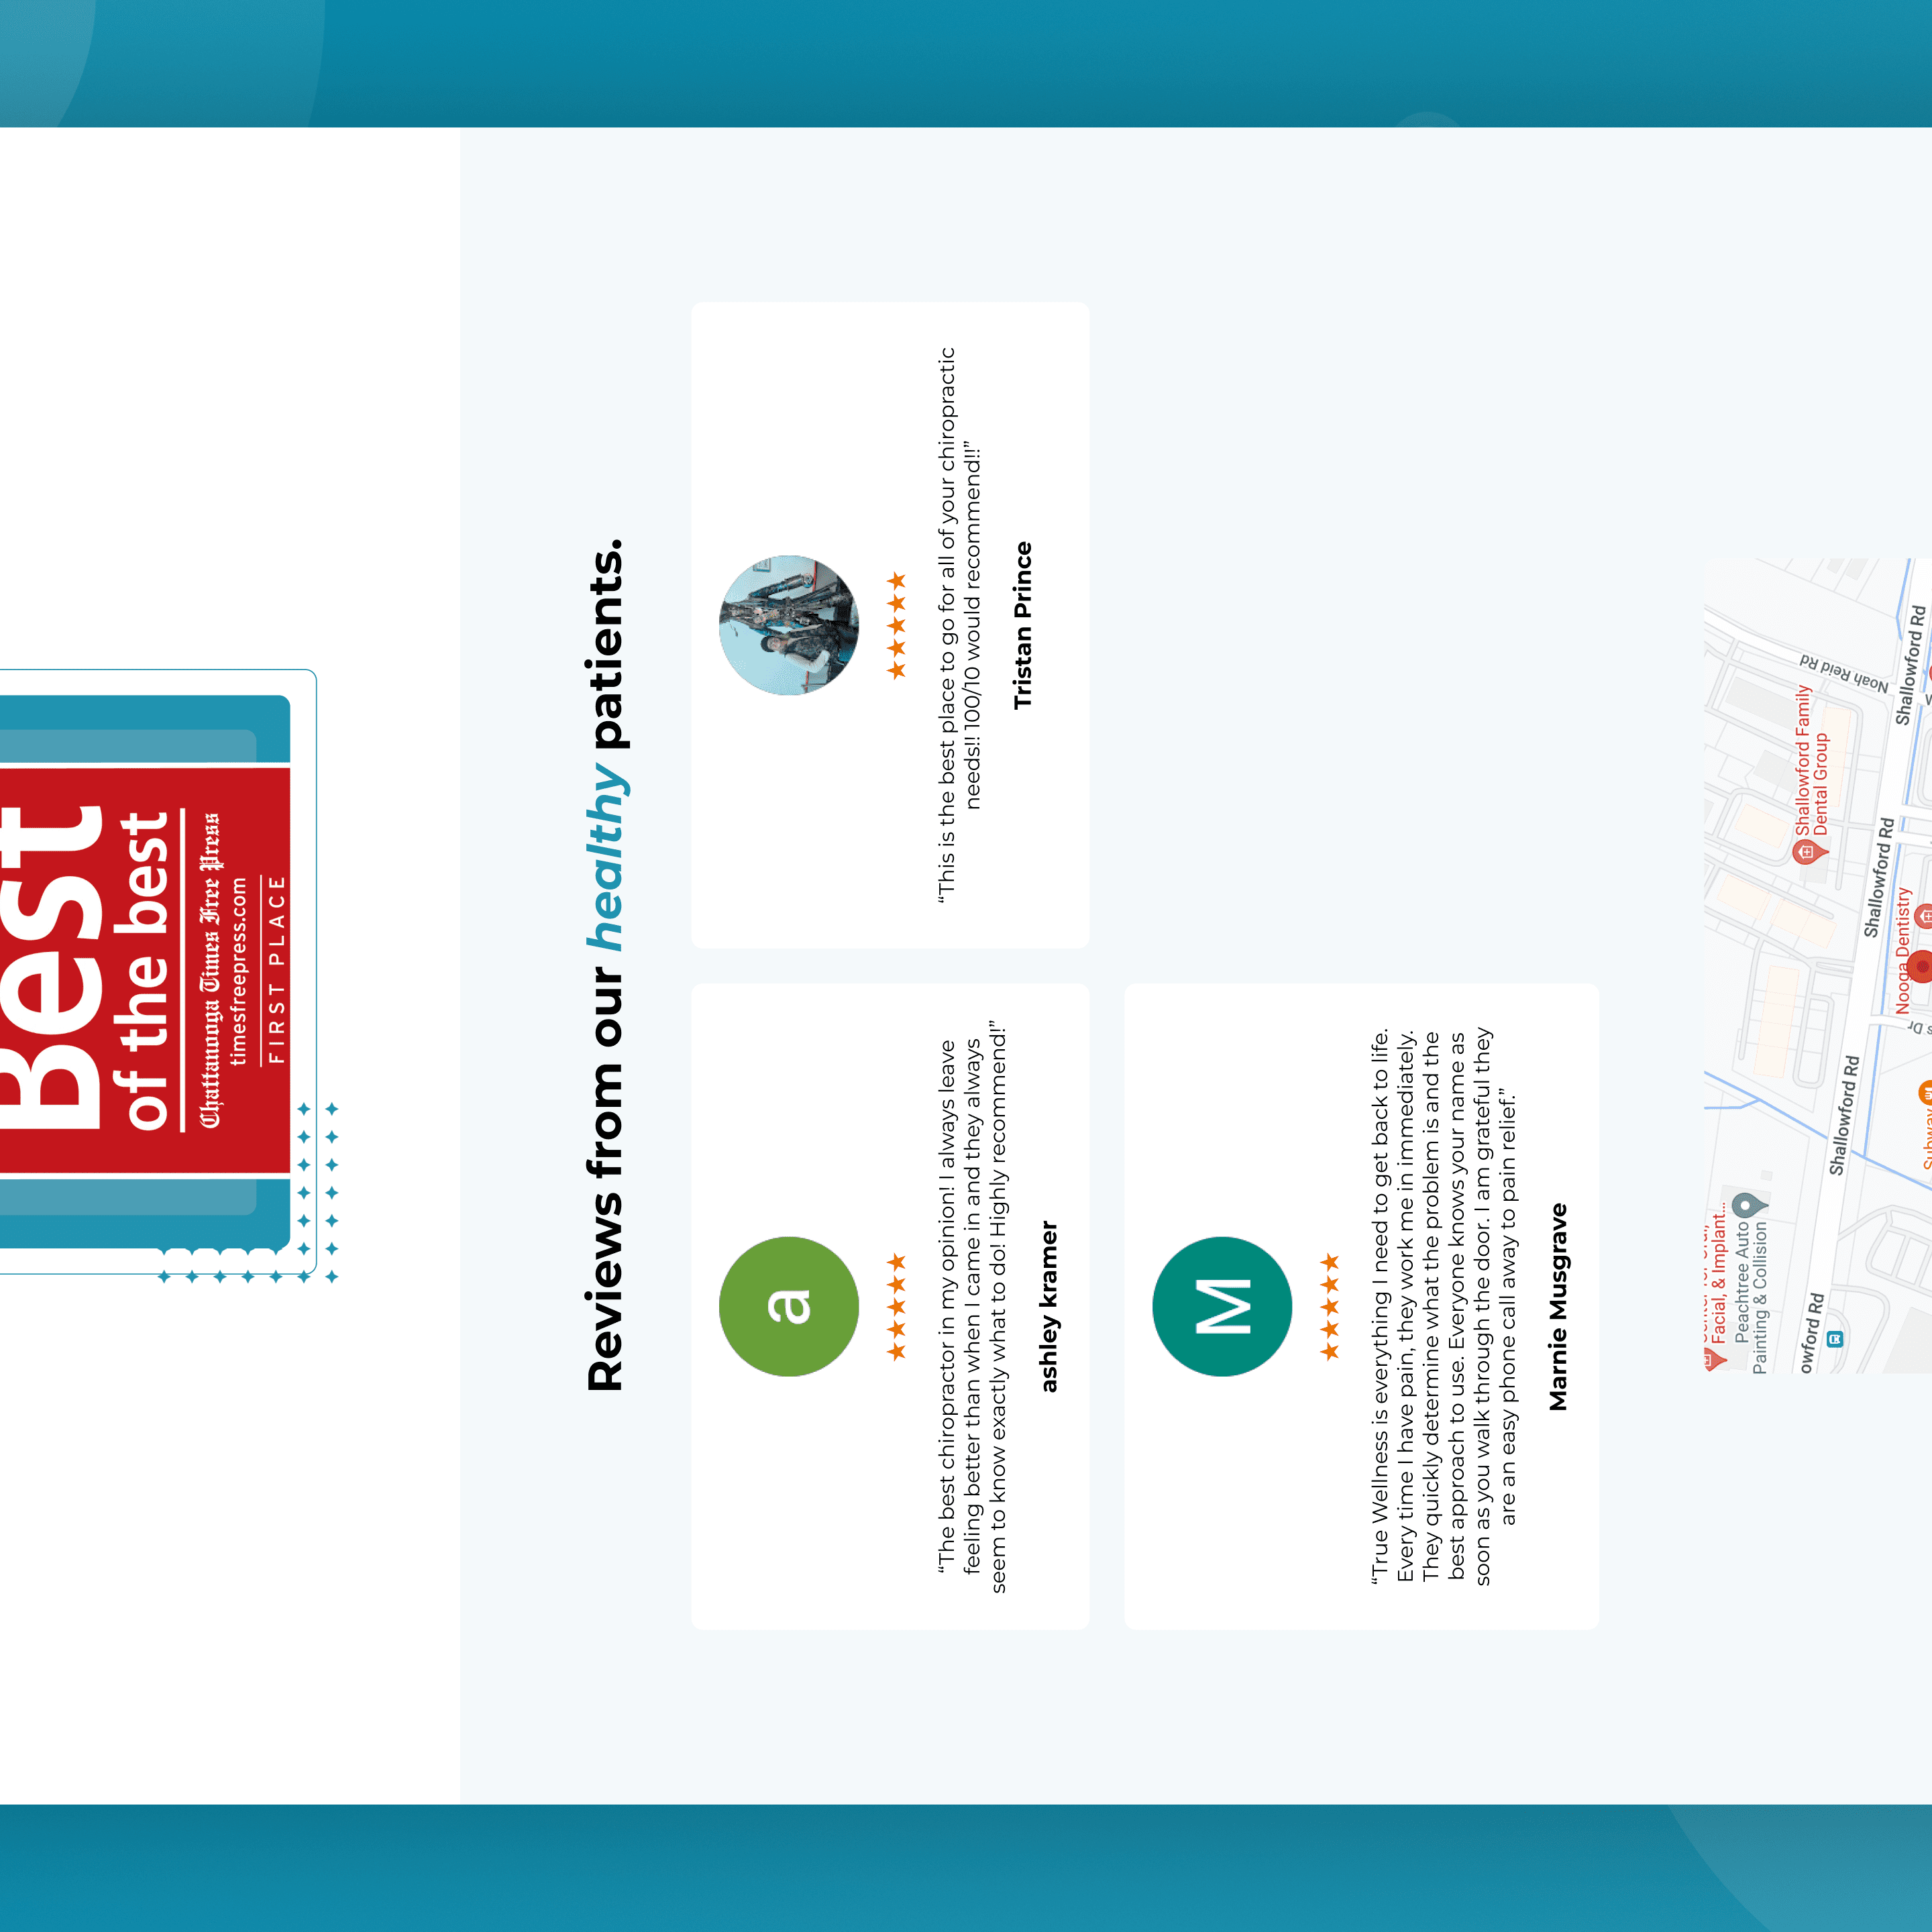 Best
of the best
Chattanooga Times Free Press
timesfreepress.com
FIRST PLACE
Reviews from our healthy patients.
a
“The best chiropractor in my opinion! I always leave
feeling better than when I came in and they always
seem to know exactly what to do! Highly recommend!”
ashley kramer
“This is the best place to go for all of your chiropractic
needs!! 100/10 would recommend!!”
Tristan Prince
M
“True Wellness is everything I need to get back to life.
Every time I have pain, they work me in immediately.
They quickly determine what the problem is and the
best approach to use. Everyone knows your name as
soon as you walk through the door. I am grateful they
are an easy phone call away to pain relief.”
Marnie Musgrave
Facial, & Implant...
Peachtree Auto
Painting & Collision
Shallowford Family
Dental Group
Noah Reid Rd
owford Rd
Shallowford Rd
Shallowford Rd
Shallowford Rd
Nooga Dentistry
Subway